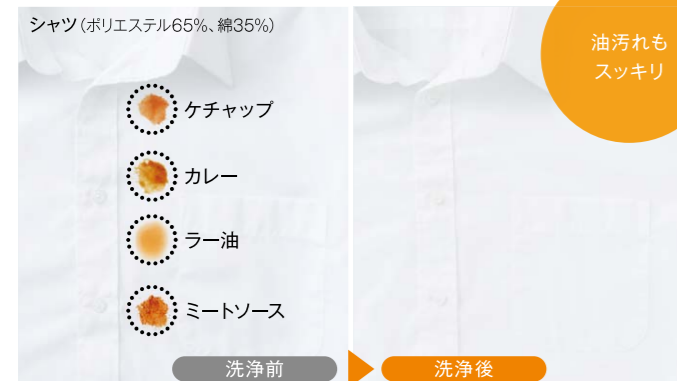 シャツ(ポリエステル65%、綿35%)
油汚れも
スッキリ
ケチャップ
カレー
ラー油
ミートソース
洗浄前
洗浄後